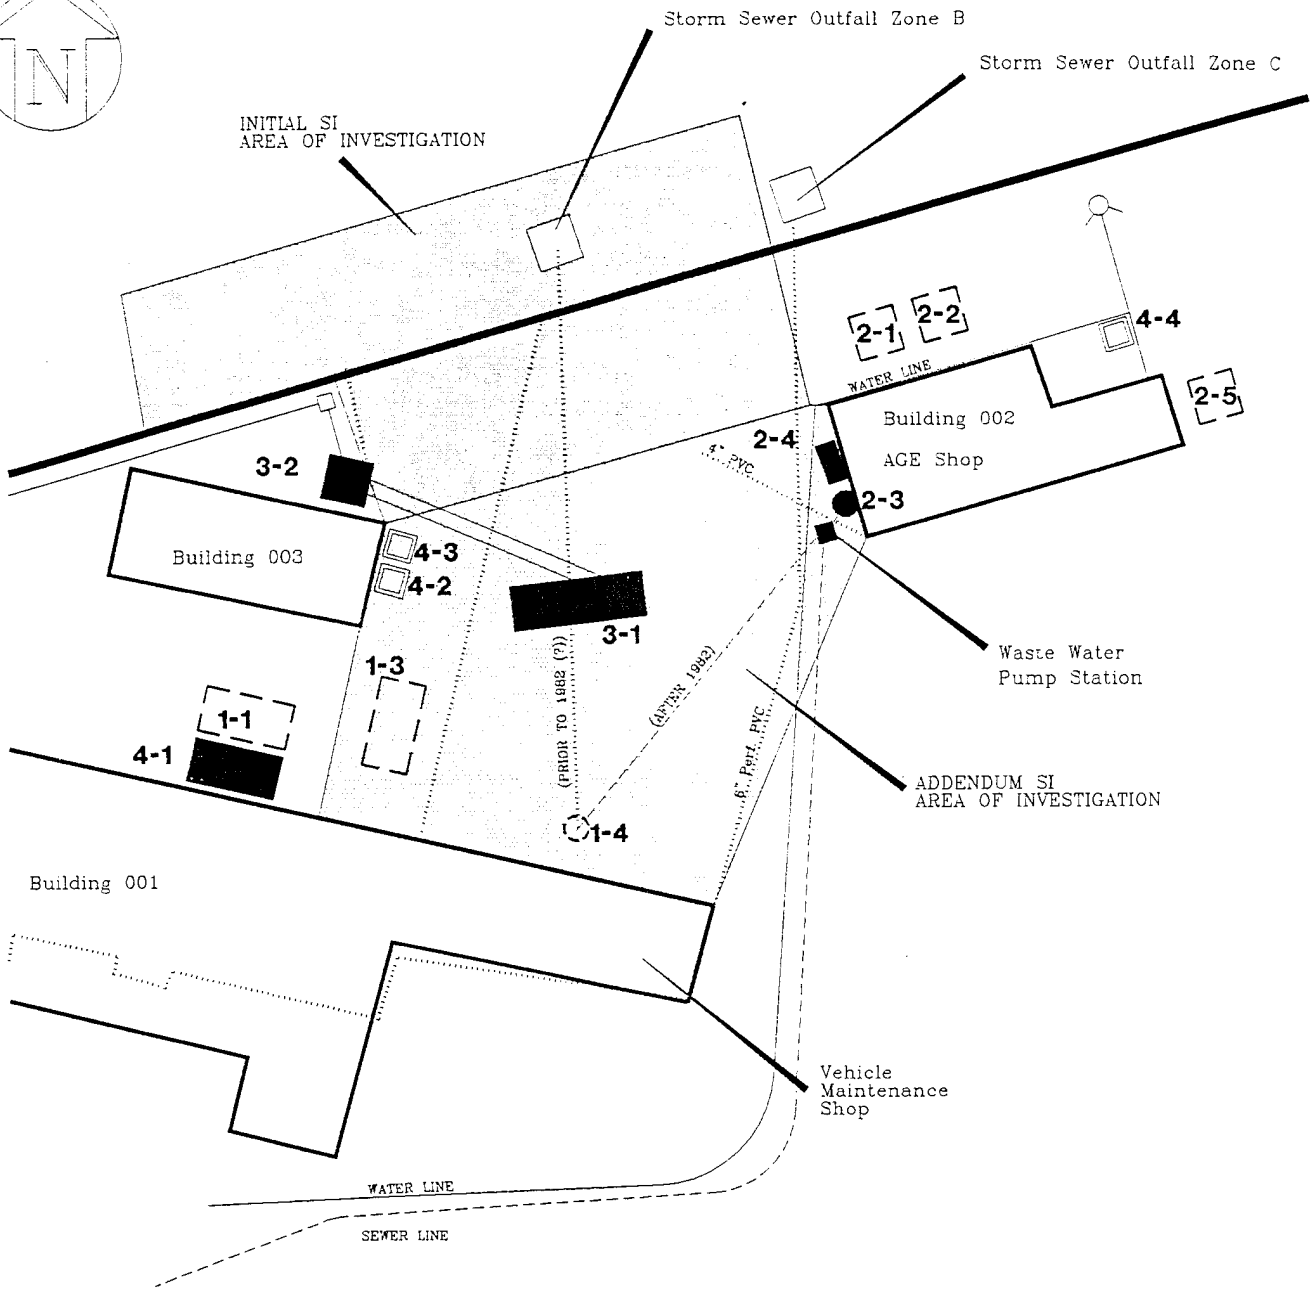 Storm Sewer Outfall Zone B
Storm Sewer Outfall Zone C
N
INITIAL SI
AREA OF INVESTIGATION
2-1
2-2
4-4
WATER LINE
2-5
Building 002
AGE Shop
2-4
4" PVC
2-3
3-2
Building 003
4-3
4-2
3-1
Waste Water
Pump Station
1-3
(PRIOR TO 1982 (?))
(AFTER 1982)
6" Perf. PVC
1-1
4-1
ADDENDUM SI
AREA OF INVESTIGATION
1-4
Building 001
Vehicle
Maintenance
Shop
WATER LINE
SEWER LINE